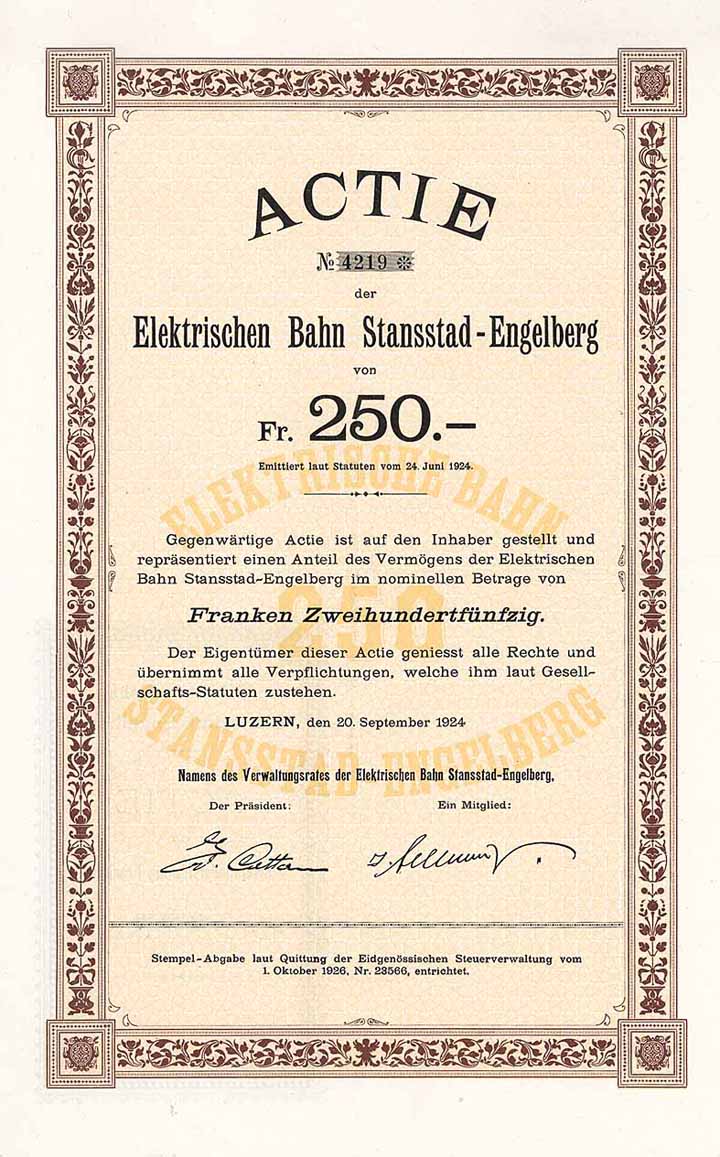 ACTIE
№ 4219 ※
der
Elektrischen Bahn Stansstad-Engelberg
von
Fr. 250.–
Emittiert laut Statuten vom 24. Juni 1924.
ELEKTRISCHE BAHN
Gegenwärtige Actie ist auf den Inhaber gestellt und
repräsentiert einen Anteil des Vermögens der Elektrischen
Bahn Stansstad-Engelberg im nominellen Betrage von
250
Franken Zweihundertfünfzig.
Der Eigentümer dieser Actie geniesst alle Rechte und
übernimmt alle Verpflichtungen, welche ihm laut Gesell-
schafts-Statuten zustehen.
STANSSTAD-ENGELBERG
LUZERN, den 20. September 1924
Namens des Verwaltungsrates der Elektrischen Bahn Stansstad-Engelberg,
Der Präsident: Ein Mitglied:
Stempel-Abgabe laut Quittung der Eidgenössischen Steuerverwaltung vom
1. Oktober 1926, Nr. 23566, entrichtet.